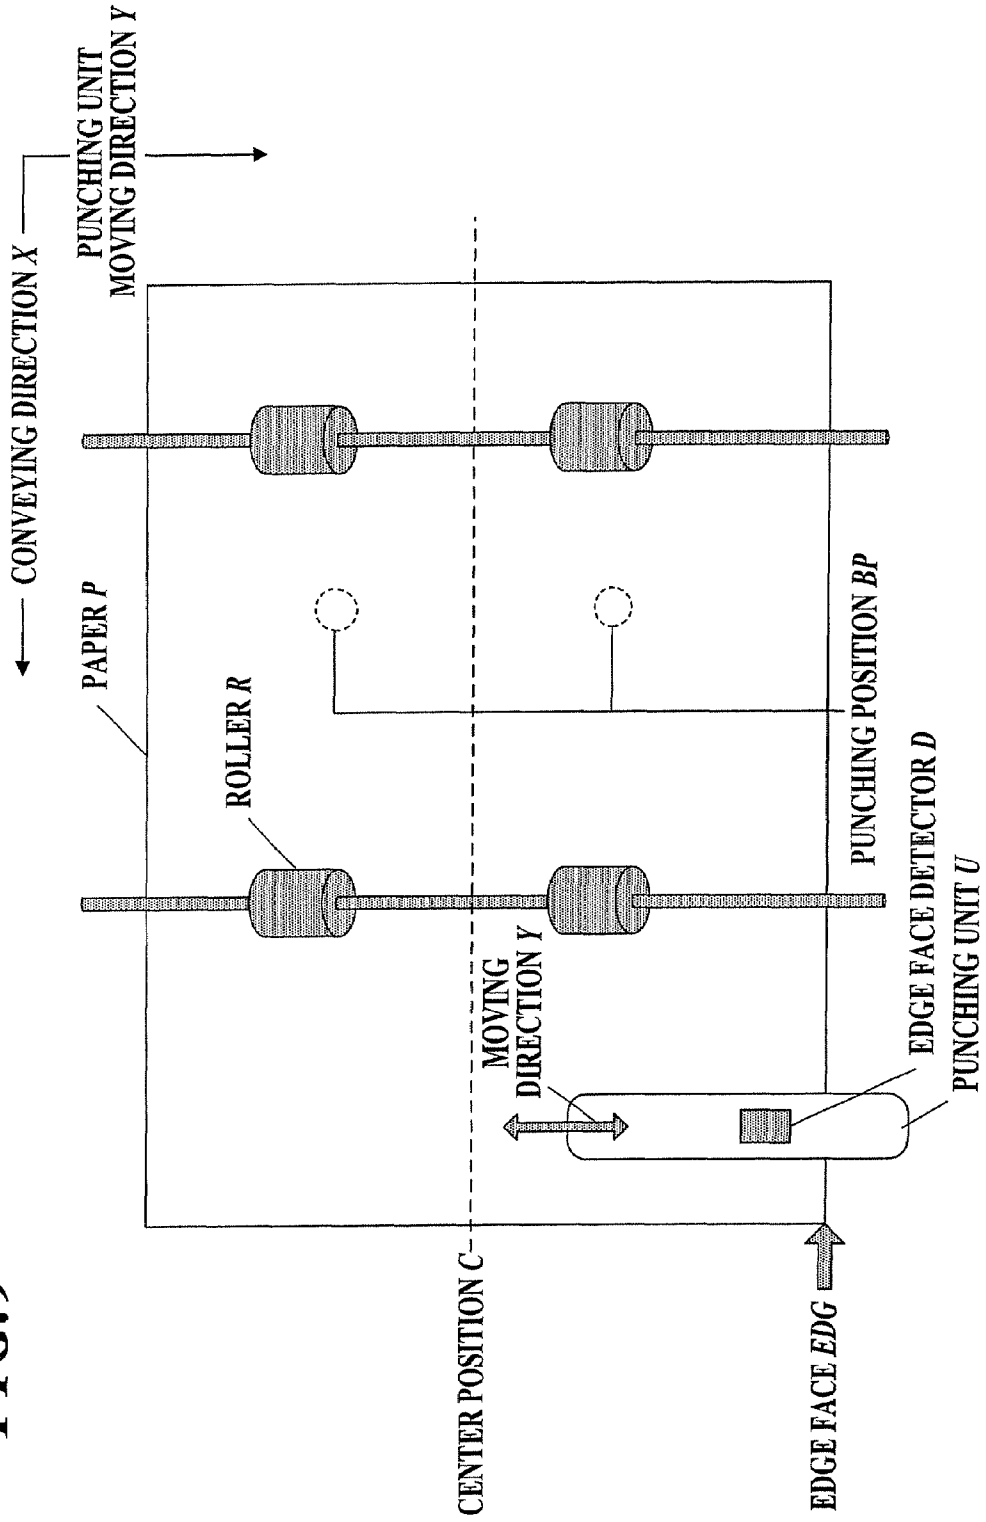 CONVEYING DIRECTION X
PUNCHING UNIT
MOVING DIRECTION Y
PAPER P
ROLLER R
CENTER POSITION C
MOVING
DIRECTION Y
EDGE FACE EDG
PUNCHING POSITION BP
EDGE FACE DETECTOR D
PUNCHING UNIT U